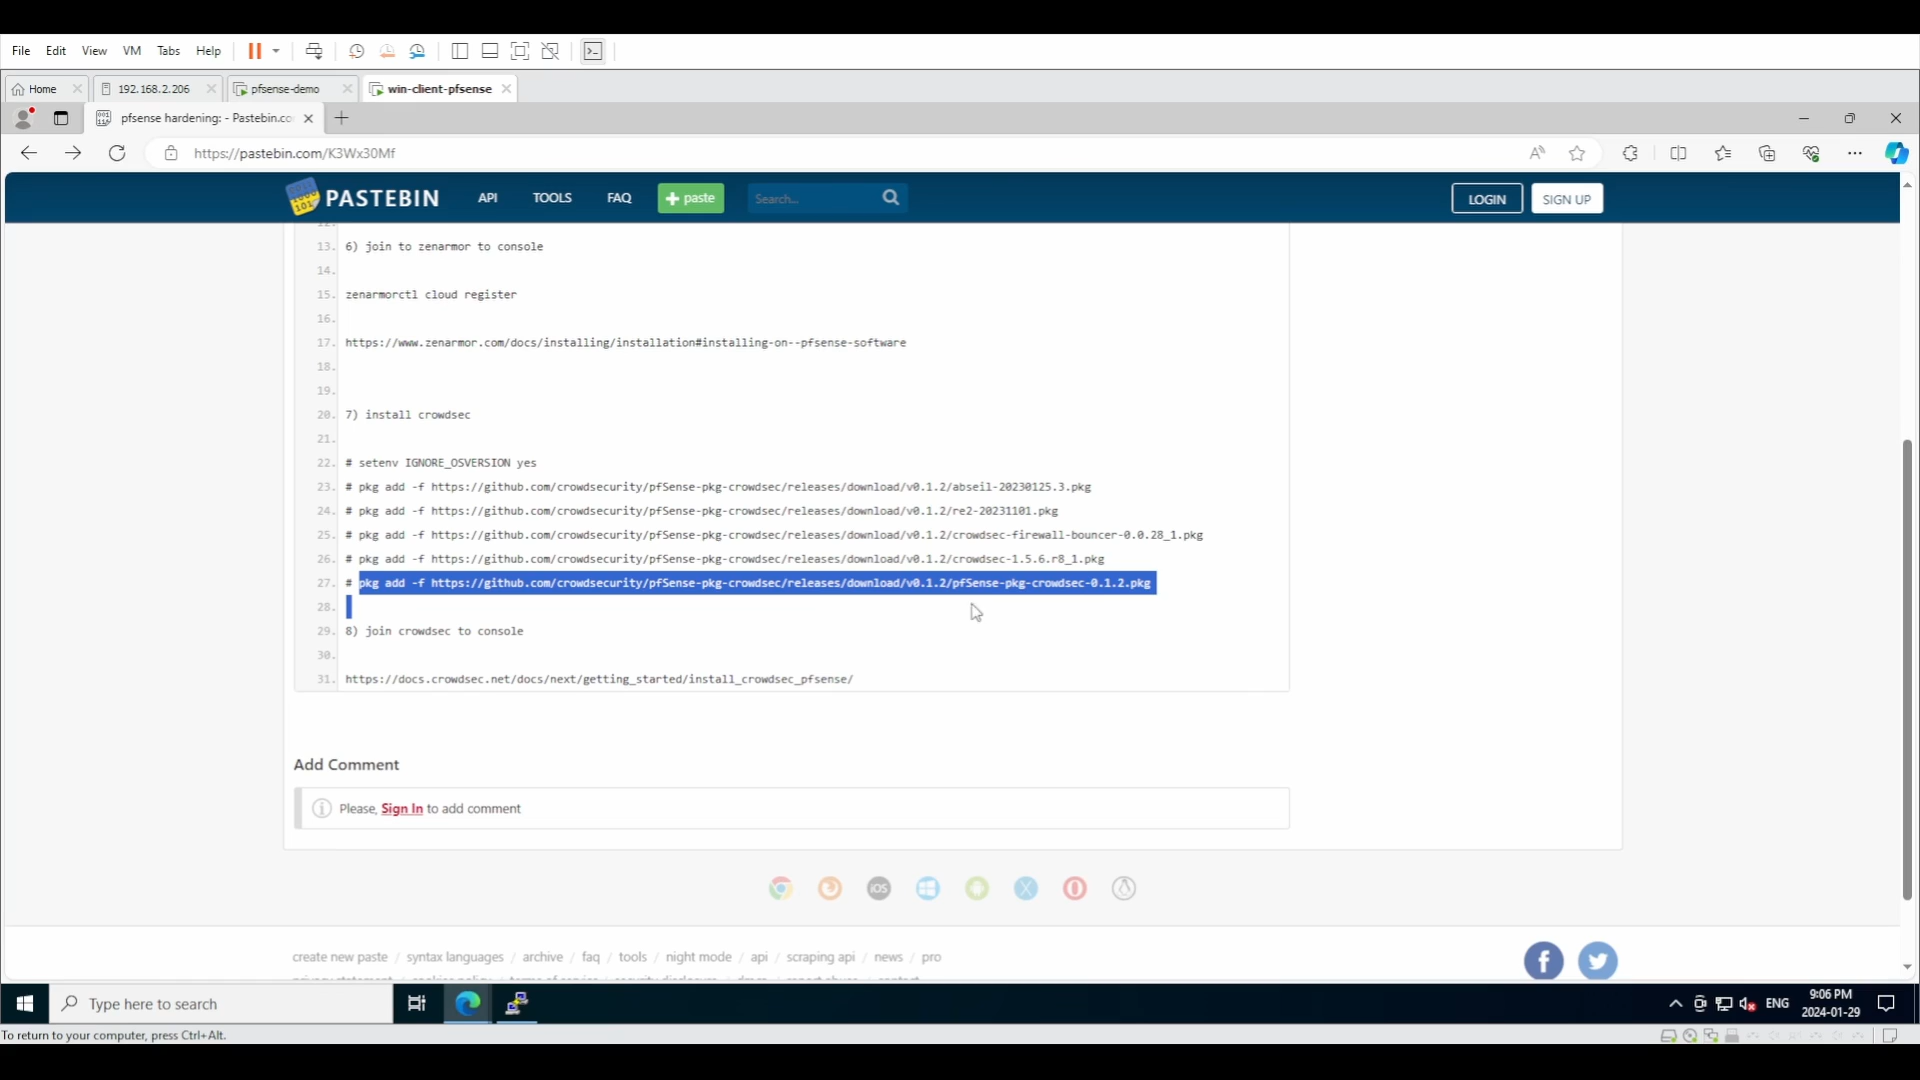 File Edit View VM Tabs Help
Home 192.168.2.206 pfsense-demo win-client-pfsense
pfsense hardening: - Pastebin.co
https://pastebin.com/K3Wx30Mf
PASTEBIN API TOOLS FAQ + paste Search... LOGIN SIGN UP
12.
13. 6) join to zenarmor to console
14.
15. zenarmorctl cloud register
16.
17. https://www.zenarmor.com/docs/installing/installation#installing-on--pfsense-software
18.
19.
20. 7) install crowdsec
21.
22. # setenv IGNORE_OSVERSION yes
23. # pkg add -f https://github.com/crowdsecurity/pfSense-pkg-crowdsec/releases/download/v0.1.2/abseil-20230125.3.pkg
24. # pkg add -f https://github.com/crowdsecurity/pfSense-pkg-crowdsec/releases/download/v0.1.2/re2-20231101.pkg
25. # pkg add -f https://github.com/crowdsecurity/pfSense-pkg-crowdsec/releases/download/v0.1.2/crowdsec-firewall-bouncer-0.0.28_1.pkg
26. # pkg add -f https://github.com/crowdsecurity/pfSense-pkg-crowdsec/releases/download/v0.1.2/crowdsec-1.5.6.r8_1.pkg
27. # pkg add -f https://github.com/crowdsecurity/pfSense-pkg-crowdsec/releases/download/v0.1.2/pfSense-pkg-crowdsec-0.1.2.pkg
28.
29. 8) join crowdsec to console
30.
31. https://docs.crowdsec.net/docs/next/getting_started/install_crowdsec_pfsense/
Add Comment
Please, Sign In to add comment
iOS
create new paste / syntax languages / archive / faq / tools / night mode / api / scraping api / news / pro
Type here to search
ENG
9:06 PM
2024-01-29
To return to your computer, press Ctrl+Alt.